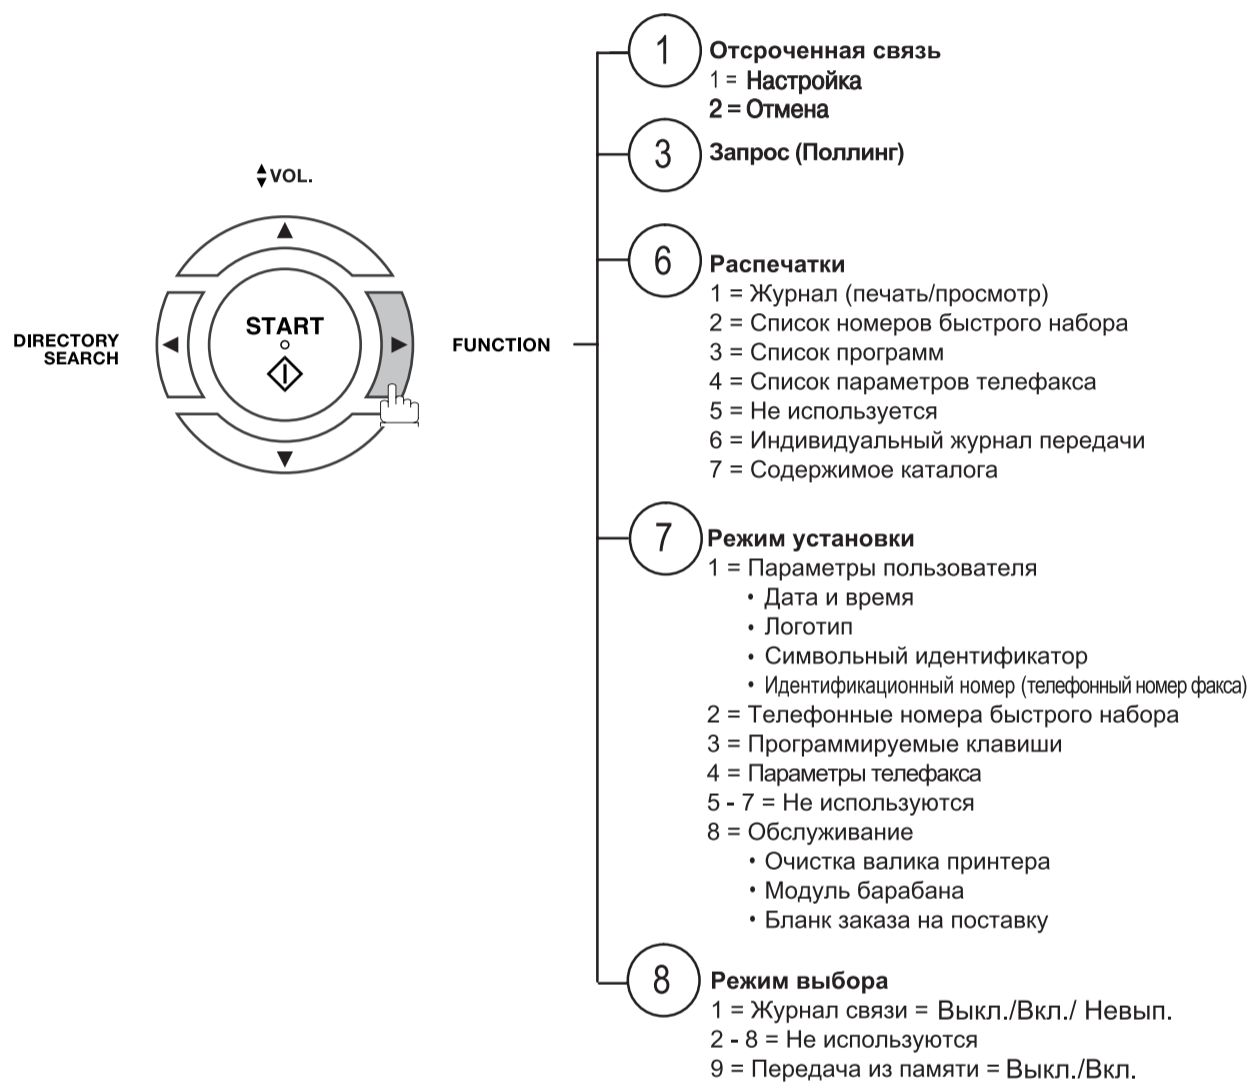 VOL.
START
DIRECTORY
SEARCH
FUNCTION
1
Отсроченная связь
1 = Настройка
2 = Отмена
3
Запрос (Поллинг)
6
Распечатки
1 = Журнал (печать/просмотр)
2 = Список номеров быстрого набора
3 = Список программ
4 = Список параметров телефакса
5 = Не используется
6 = Индивидуальный журнал передачи
7 = Содержимое каталога
7
Режим установки
1 = Параметры пользователя
• Дата и время
• Логотип
• Символьный идентификатор
• Идентификационный номер (телефонный номер факса)
2 = Телефонные номера быстрого набора
3 = Программируемые клавиши
4 = Параметры телефакса
5 - 7 = Не используются
8 = Обслуживание
• Очистка валика принтера
• Модуль барабана
• Бланк заказа на поставку
8
Режим выбора
1 = Журнал связи = Выкл./Вкл./ Невып.
2 - 8 = Не используются
9 = Передача из памяти = Выкл./Вкл.